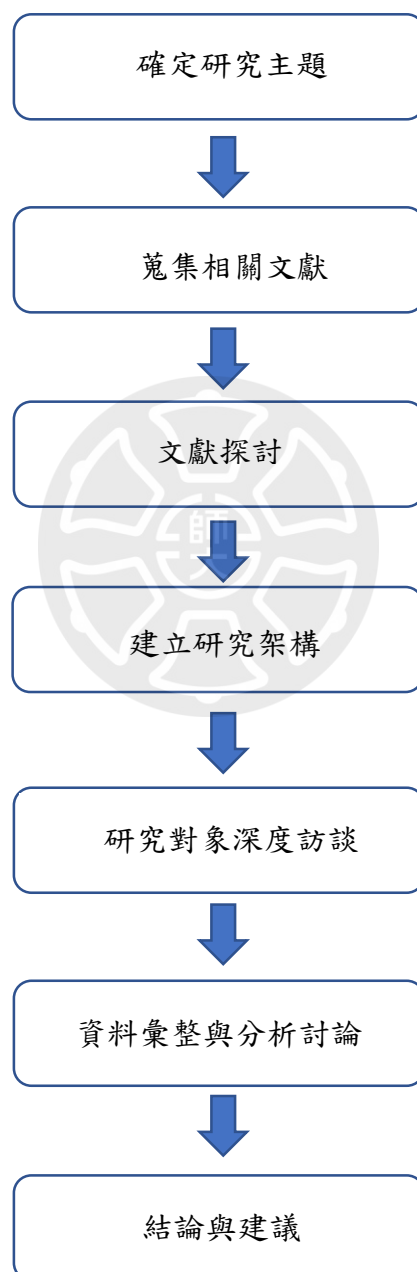 確定研究主題
蒐集相關文獻
文獻探討
師大
建立研究架構
研究對象深度訪談
資料彙整與分析討論
結論與建議